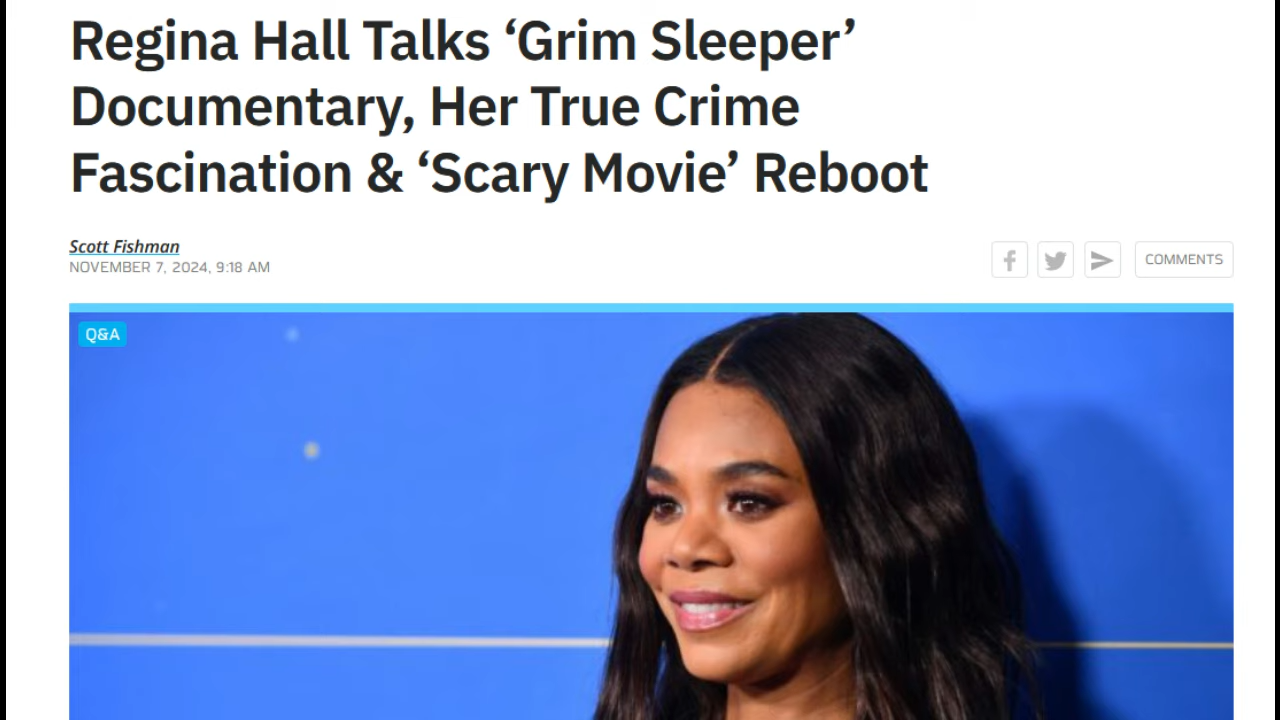 Regina Hall Talks ‘Grim Sleeper’
Documentary, Her True Crime
Fascination & ‘Scary Movie’ Reboot
Scott Fishman
NOVEMBER 7, 2024, 9:18 AM
COMMENTS
Q&A